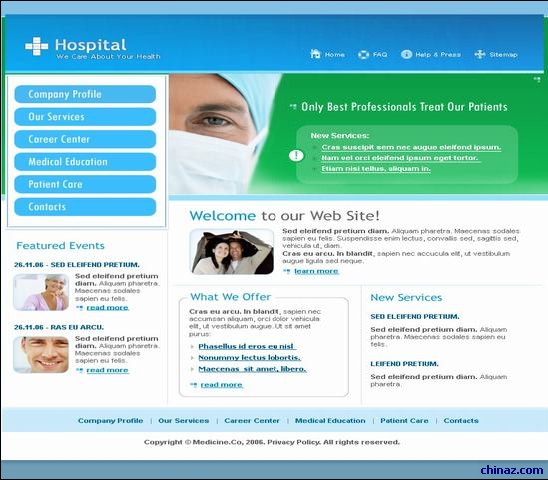 Hospital
We Care About Your Health
Home
FAQ
Help & Press
Sitemap
Company Profile
Our Services
Career Center
Medical Education
Patient Care
Contacts
Only Best Professionals Treat Our Patients
New Services:
Cras suscipit sem nec augue eleifend ipsum.
Nam vel orci eleifend ipsum eget tortor.
Etiam nisi tellus, aliquam in.
Featured Events
26.11.06 - SED ELEIFEND PRETIUM.
Sed eleifend pretium
diam. Aliquam pharetra.
Maecenas sodales
sapien eu felis.
read more
26.11.06 - RAS EU ARCU.
Sed eleifend pretium
diam. Aliquam pharetra.
Maecenas sodales
sapien eu felis.
read more
Welcome to our Web Site!
Sed eleifend pretium diam. Aliquam pharetra. Maecenas sodales
sapien eu felis. Suspendisse enim lectus, convallis sed, sagittis sed,
vehicula ut, diam.
Cras eu arcu. In blandit, sapien nec accucula elit, ut vestibulum
augue ligula sed neque.
learn more
What We Offer
Cras eu arcu. In blandit, sapien nec
accumsan aliquam, orci dolor vehicula
elit, ut vestibulum augue. Ut sit amet
purus:
Phasellus id eros eu nisl
Nonummy lectus lobortis.
Maecenas sit amet, libero.
read more
New Services
SED ELEIFEND PRETIUM.
Sed eleifend pretium diam. Aliquam
pharetra. Maecenas sodales sapien
eu felis.
LEIFEND PRETIUM.
Sed eleifend pretium diam. Aliquam
pharetra.
Company Profile | Our Services | Career Center | Medical Education | Patient Care | Contacts
Copyright © Medicine.Co, 2006. Privacy Policy. All rights reserved.
chinaz.com